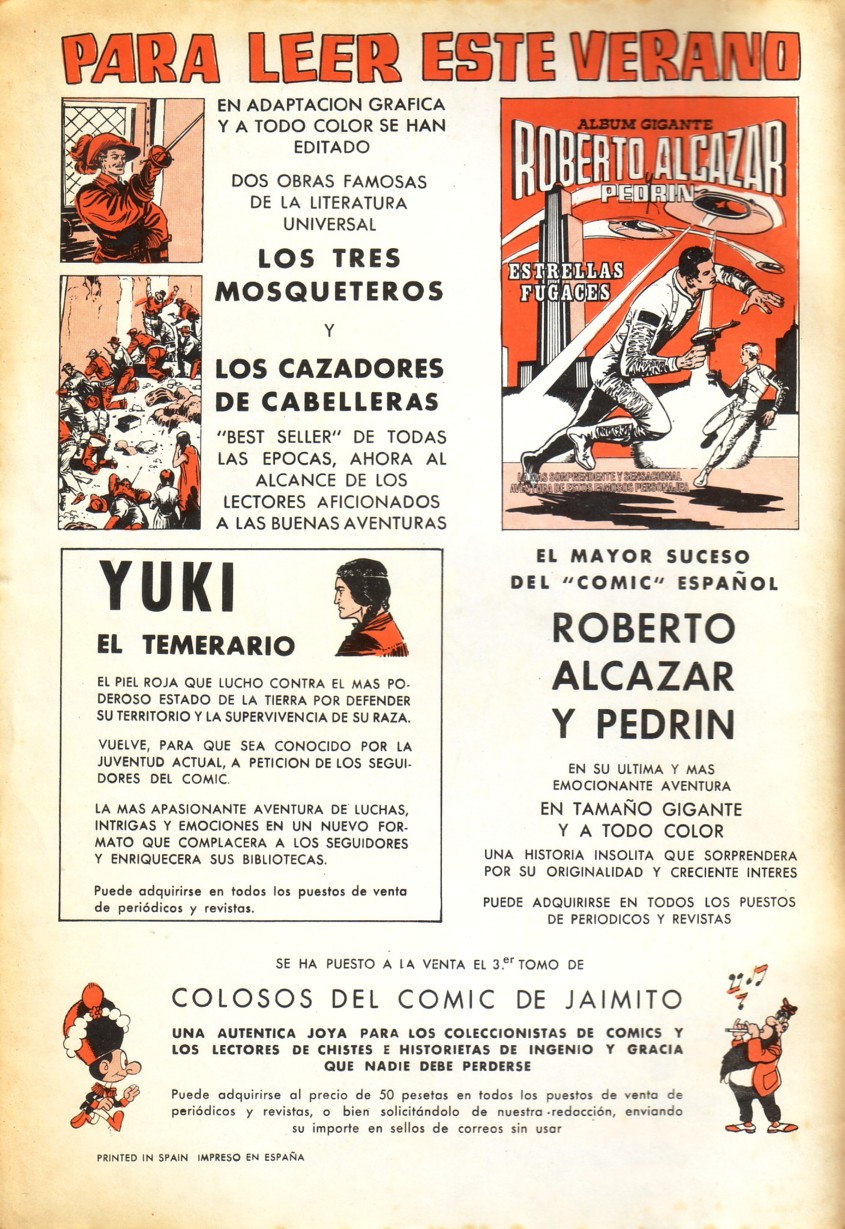 PARA LEER ESTE VERANO
EN ADAPTACION GRAFICA
Y A TODO COLOR SE HAN
EDITADO
DOS OBRAS FAMOSAS
DE LA LITERATURA
UNIVERSAL
LOS TRES
MOSQUETEROS
Y
LOS CAZADORES
DE CABELLERAS
"BEST SELLER" DE TODAS
LAS EPOCAS, AHORA AL
ALCANCE DE LOS
LECTORES AFICIONADOS
A LAS BUENAS AVENTURAS
ALBUM GIGANTE
ROBERTO ALCAZAR
y
PEDRIN
ESTRELLAS
FUGACES
LA MAS SORPRENDENTE Y SENSACIONAL
AVENTURA DE ESTOS FAMOSOS PERSONAJES
YUKI
EL TEMERARIO
EL PIEL ROJA QUE LUCHO CONTRA EL MAS PO-
DEROSO ESTADO DE LA TIERRA POR DEFENDER
SU TERRITORIO Y LA SUPERVIVENCIA DE SU RAZA.
VUELVE, PARA QUE SEA CONOCIDO POR LA
JUVENTUD ACTUAL, A PETICION DE LOS SEGUI-
DORES DEL COMIC.
LA MAS APASIONANTE AVENTURA DE LUCHAS,
INTRIGAS Y EMOCIONES EN UN NUEVO FOR-
MATO QUE COMPLACERA A LOS SEGUIDORES
Y ENRIQUECERA SUS BIBLIOTECAS.
Puede adquirirse en todos los puestos de venta
de periódicos y revistas.
EL MAYOR SUCESO
DEL "COMIC" ESPAÑOL
ROBERTO
ALCAZAR
Y PEDRIN
EN SU ULTIMA Y MAS
EMOCIONANTE AVENTURA
EN TAMAÑO GIGANTE
Y A TODO COLOR
UNA HISTORIA INSOLITA QUE SORPRENDERA
POR SU ORIGINALIDAD Y CRECIENTE INTERES
PUEDE ADQUIRIRSE EN TODOS LOS PUESTOS
DE PERIODICOS Y REVISTAS
SE HA PUESTO A LA VENTA EL 3.er TOMO DE
COLOSOS DEL COMIC DE JAIMITO
UNA AUTENTICA JOYA PARA LOS COLECCIONISTAS DE COMICS Y
LOS LECTORES DE CHISTES E HISTORIETAS DE INGENIO Y GRACIA
QUE NADIE DEBE PERDERSE
Puede adquirirse al precio de 50 pesetas en todos los puestos de venta de
periódicos y revistas, o bien solicitándolo de nuestra redacción, enviando
su importe en sellos de correos sin usar
PRINTED IN SPAIN IMPRESO EN ESPAÑA